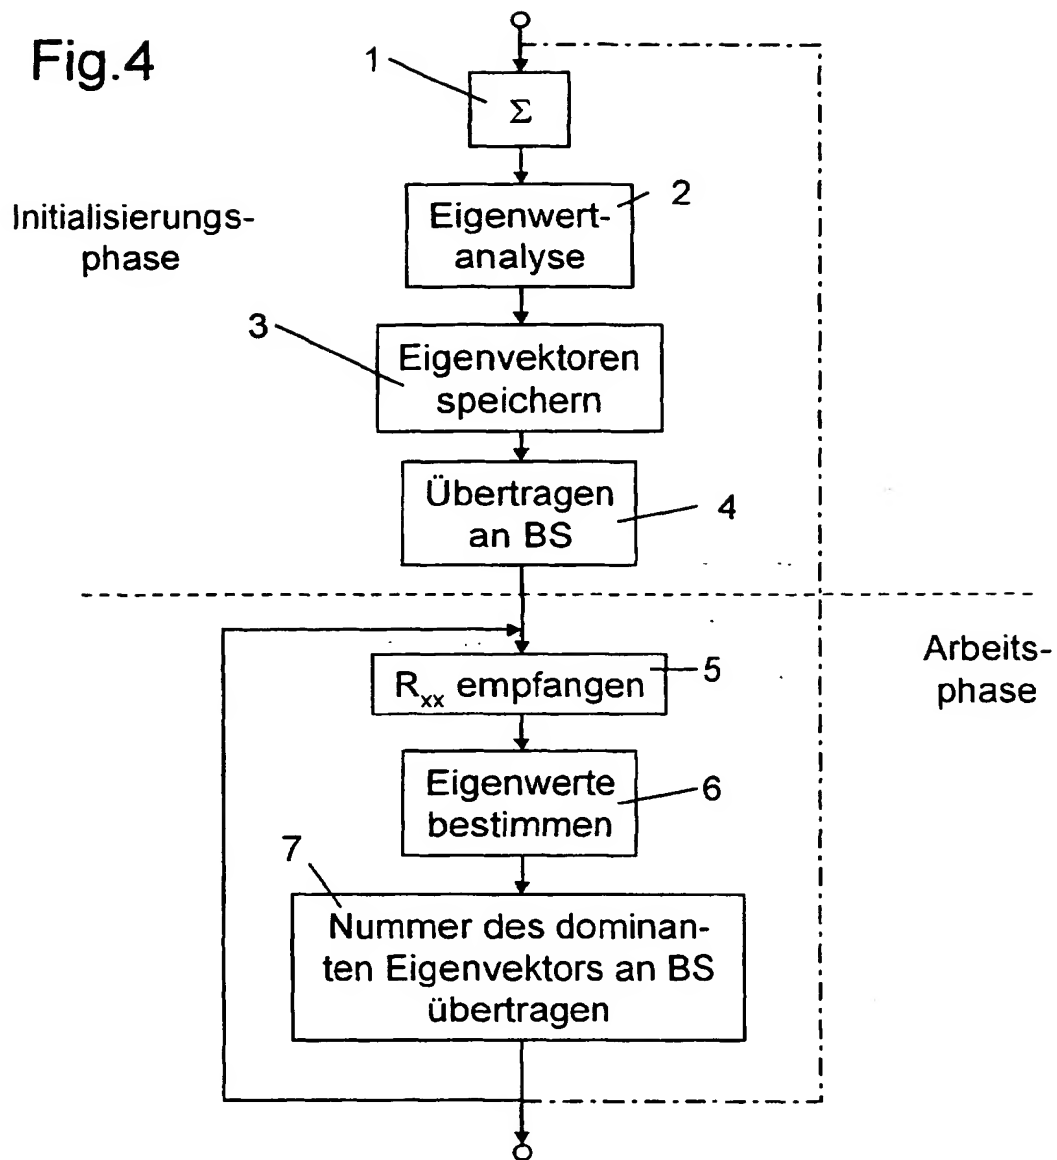 Fig.4
1
Σ
Initialisierungs-
phase
2
Eigenwert-
analyse
3
Eigenvektoren
speichern
Übertragen
an BS
4
Arbeits-
phase
R_xx empfangen
5
Eigenwerte
bestimmen
6
7
Nummer des dominan-
ten Eigenvektors an BS
übertragen